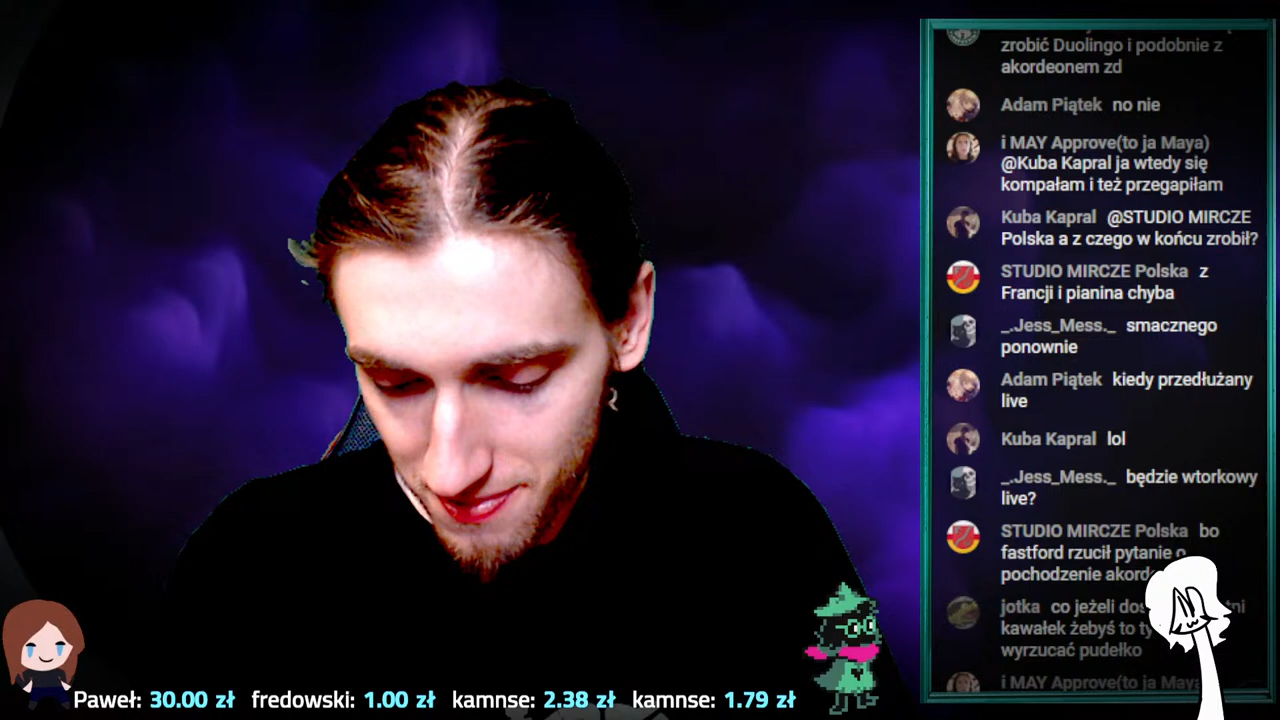 zrobić Duolingo i podobnie z
akordeonem zd
Adam Piątek no nie
i MAY Approve(to ja Maya)
@Kuba Kapral ja wtedy się
kompałam i też przegapiłam
Kuba Kapral @STUDIO MIRCZE
Polska a z czego w końcu zrobił?
STUDIO MIRCZE Polska z
Francji i pianina chyba
_.Jess_Mess._ smacznego
ponownie
Adam Piątek kiedy przedłużany
live
Kuba Kapral lol
_.Jess_Mess._ będzie wtorkowy
live?
STUDIO MIRCZE Polska bo
fastford rzucił pytanie o
pochodzenie
jotka co jeżeli
kawałek żebyś to
wyrzucać pudełko
i MAY Approve(to ja
Paweł: 30.00 zł fredowski: 1.00 zł kamnse: 2.38 zł kamnse: 1.79 zł